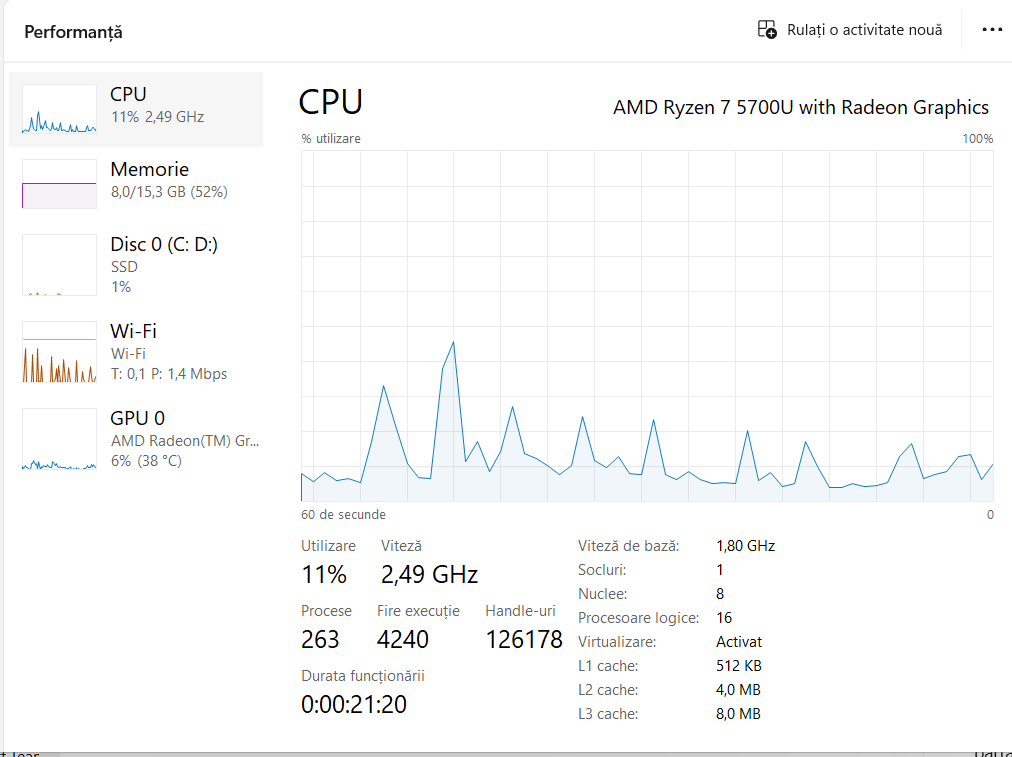 Performanță
Rulați o activitate nouă
CPU
11% 2,49 GHz
Memorie
8,0/15,3 GB (52%)
Disc 0 (C: D:)
SSD
1%
Wi-Fi
Wi-Fi
T: 0,1 P: 1,4 Mbps
GPU 0
AMD Radeon(TM) Gr...
6% (38 °C)
CPU
AMD Ryzen 7 5700U with Radeon Graphics
% utilizare
100%
60 de secunde
0
Utilizare
Viteză
11%
2,49 GHz
Procese
Fire execuție
Handle-uri
263
4240
126178
Durata funcționării
0:00:21:20
Viteză de bază:
1,80 GHz
Socluri:
1
Nuclee:
8
Procesoare logice:
16
Virtualizare:
Activat
L1 cache:
512 KB
L2 cache:
4,0 MB
L3 cache:
8,0 MB